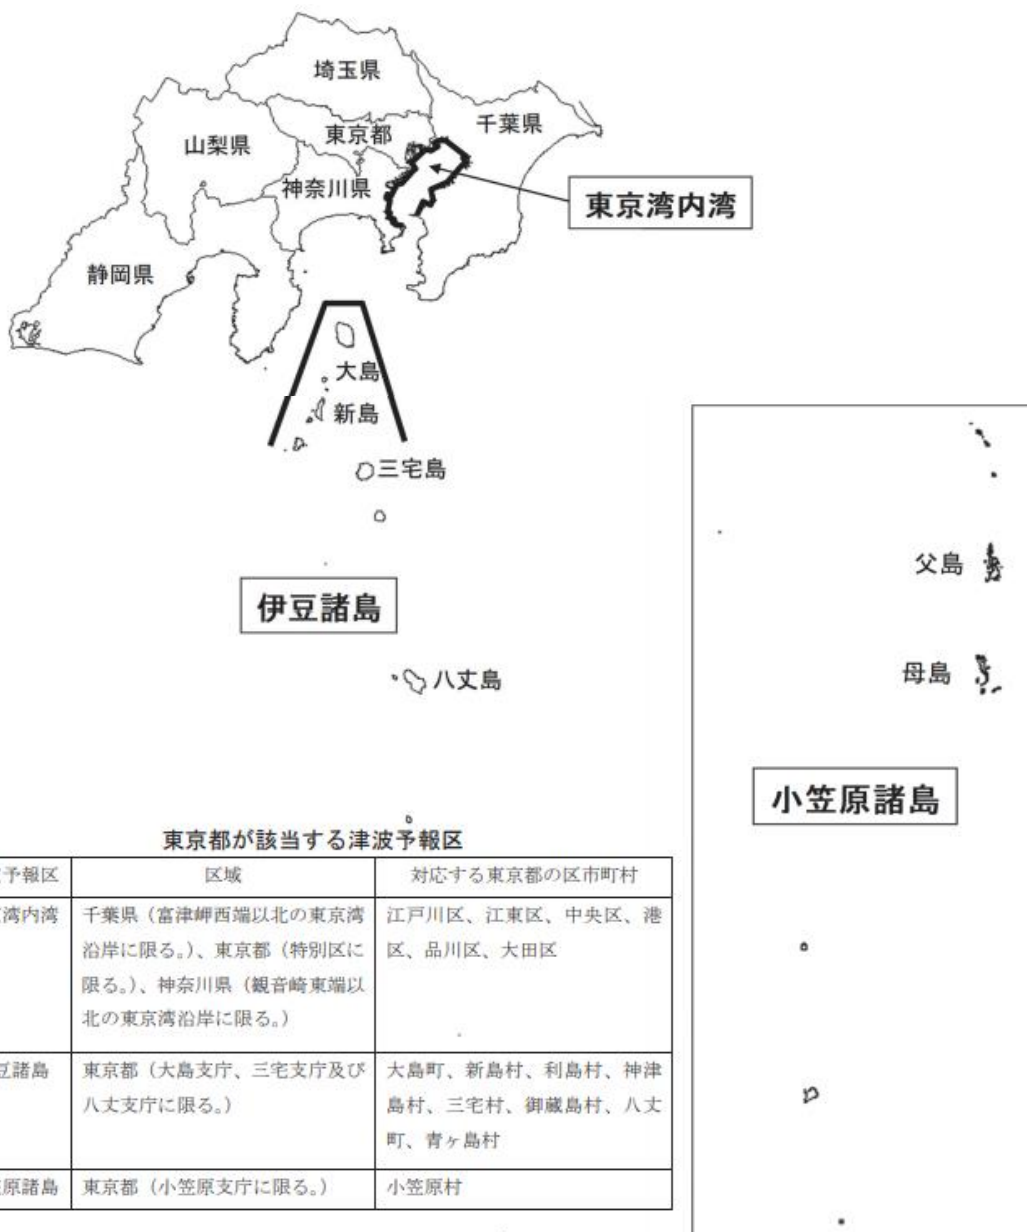 埼玉県
東京都
千葉県
山梨県
神奈川県
東京湾内湾
静岡県
大島
新島
三宅島
父島
伊豆諸島
母島
八丈島
小笠原諸島
東京都が該当する津波予報区
予報区 区域 対応する東京都の区市町村
湾内湾 千葉県（富津岬西端以北の東京湾 江戸川区、江東区、中央区、港
沿岸に限る。）、東京都（特別区に 区、品川区、大田区
限る。）、神奈川県（観音崎東端以
北の東京湾沿岸に限る。）
豆諸島 東京都（大島支庁、三宅支庁及び 大島町、新島村、利島村、神津
八丈支庁に限る。） 島村、三宅村、御蔵島村、八丈
町、青ヶ島村
原諸島 東京都（小笠原支庁に限る。） 小笠原村